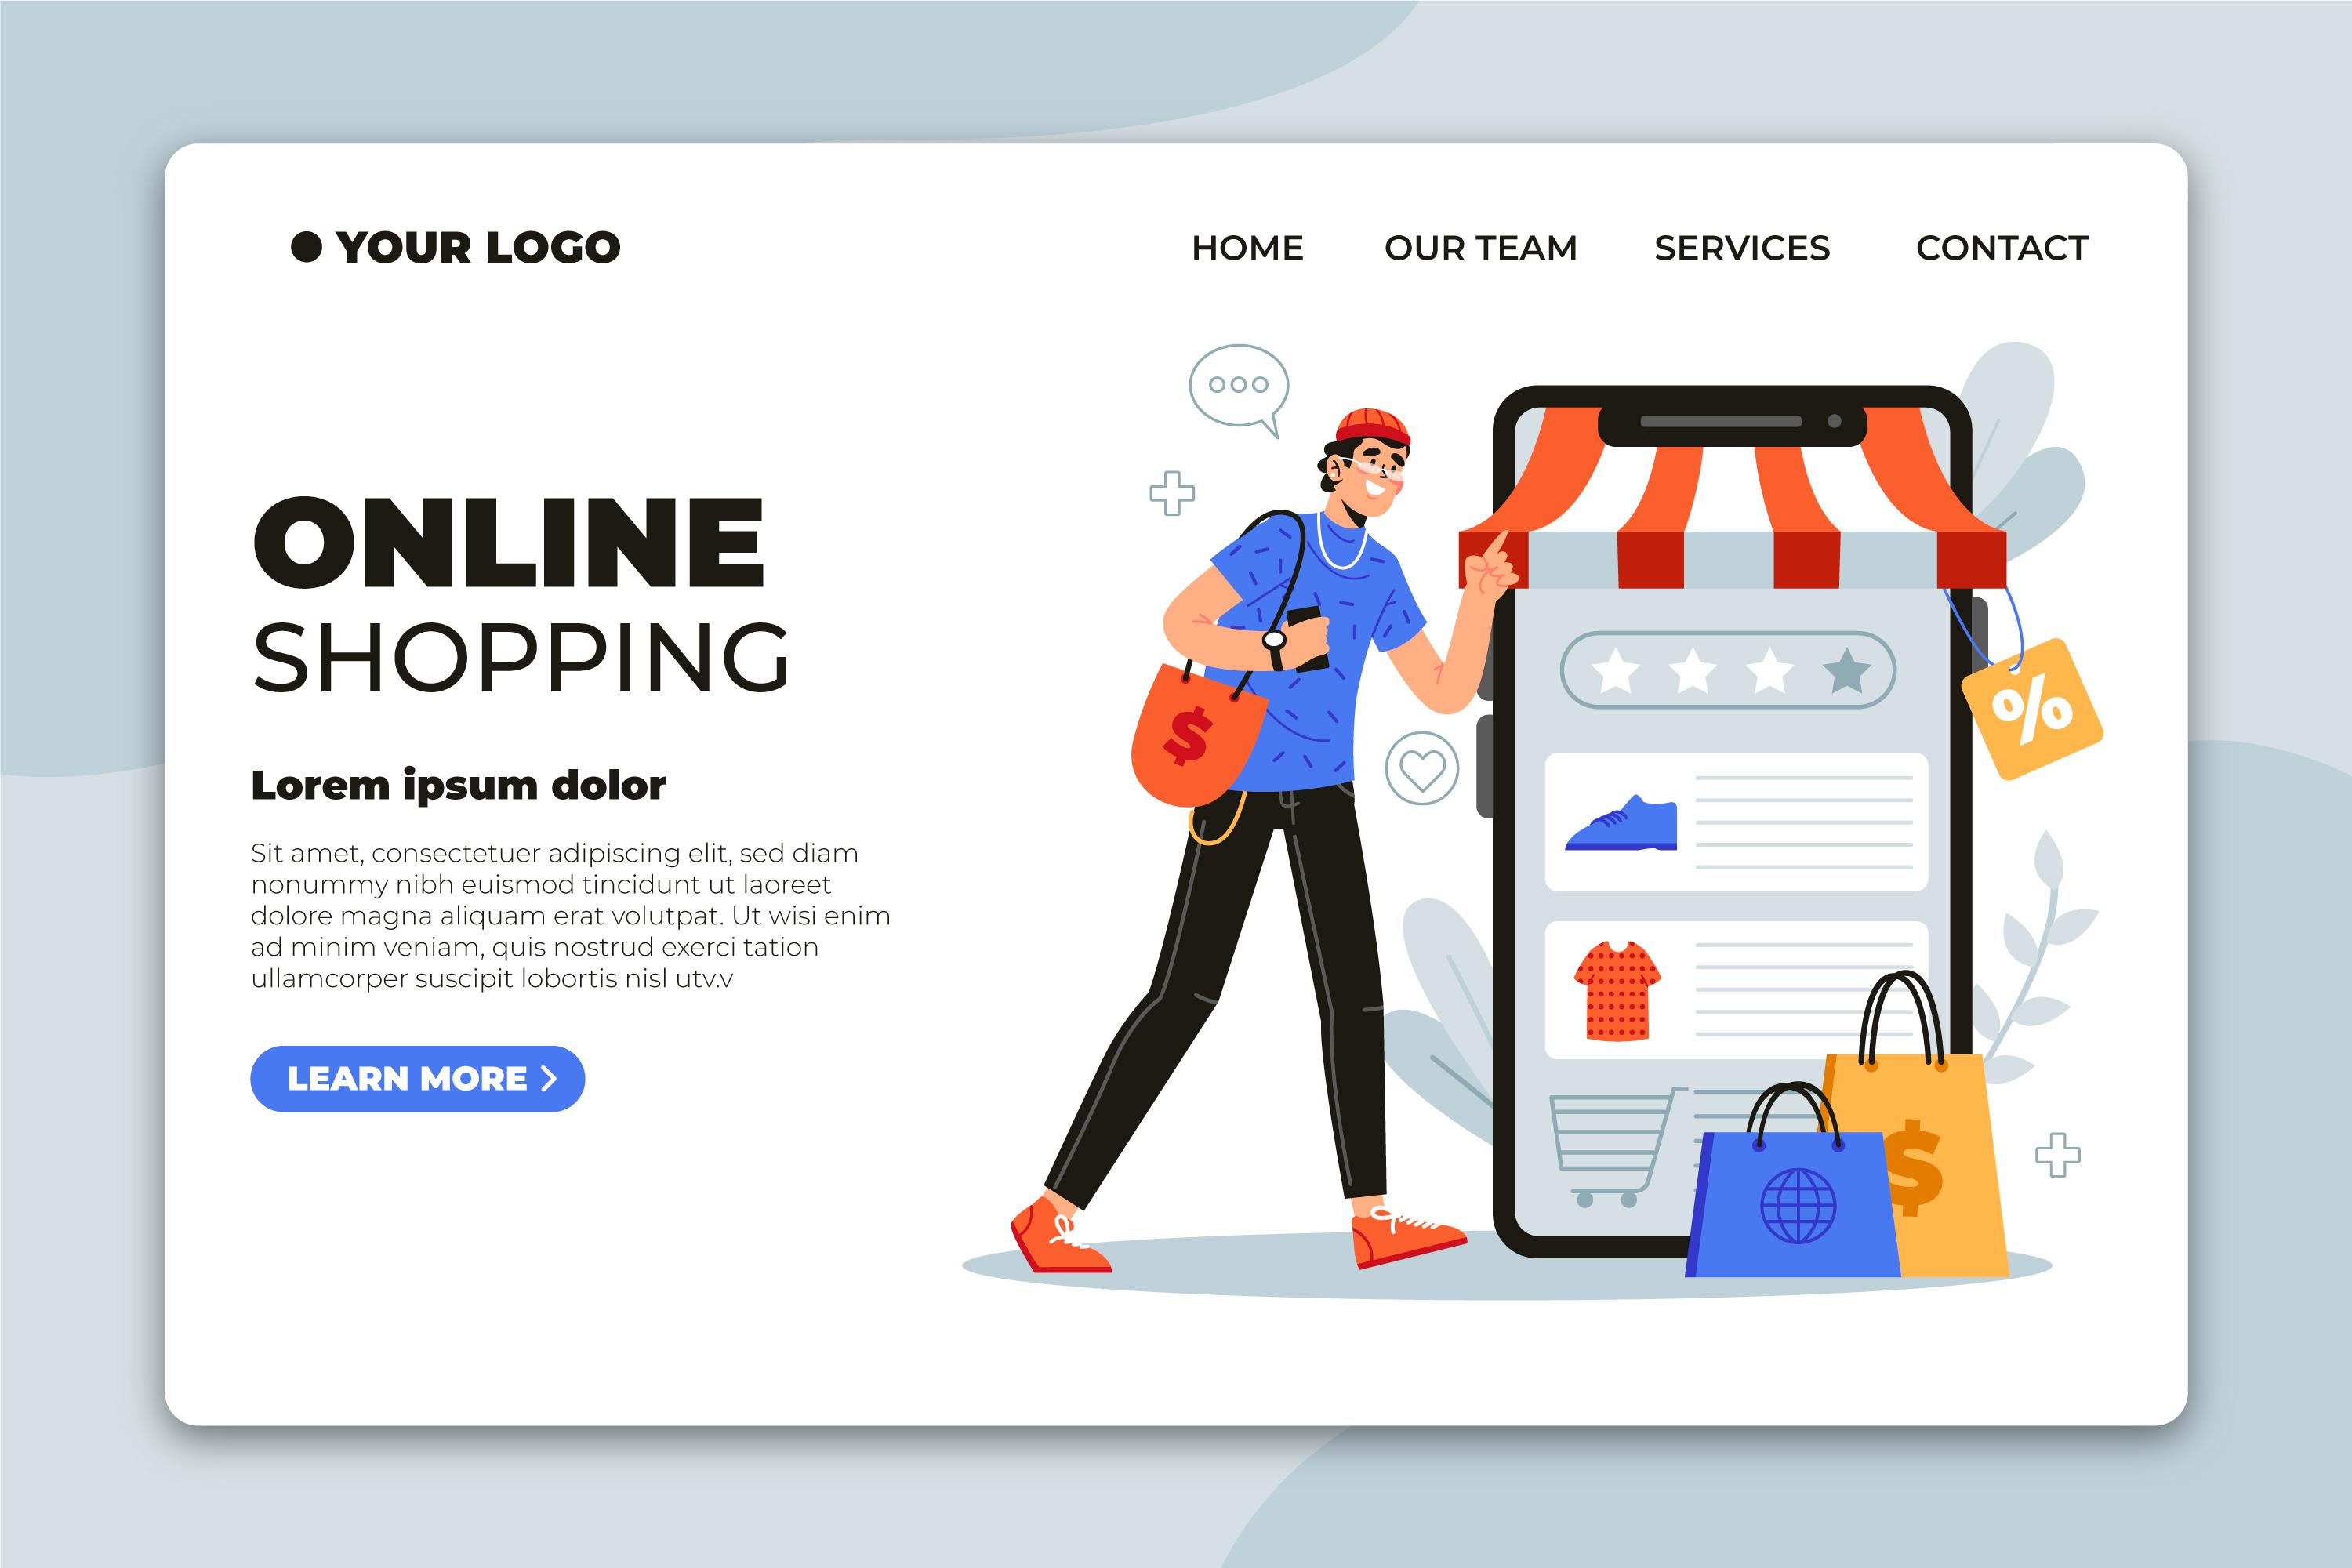 YOUR LOGO
HOME OUR TEAM SERVICES CONTACT
ONLINE
SHOPPING
Lorem ipsum dolor
Sit amet, consectetuer adipiscing elit, sed diam
nonummy nibh euismod tincidunt ut laoreet
dolore magna aliquam erat volutpat. Ut wisi enim
ad minim veniam, quis nostrud exerci tation
ullamcorper suscipit lobortis nisl utv.v
LEARN MORE
$
%
$